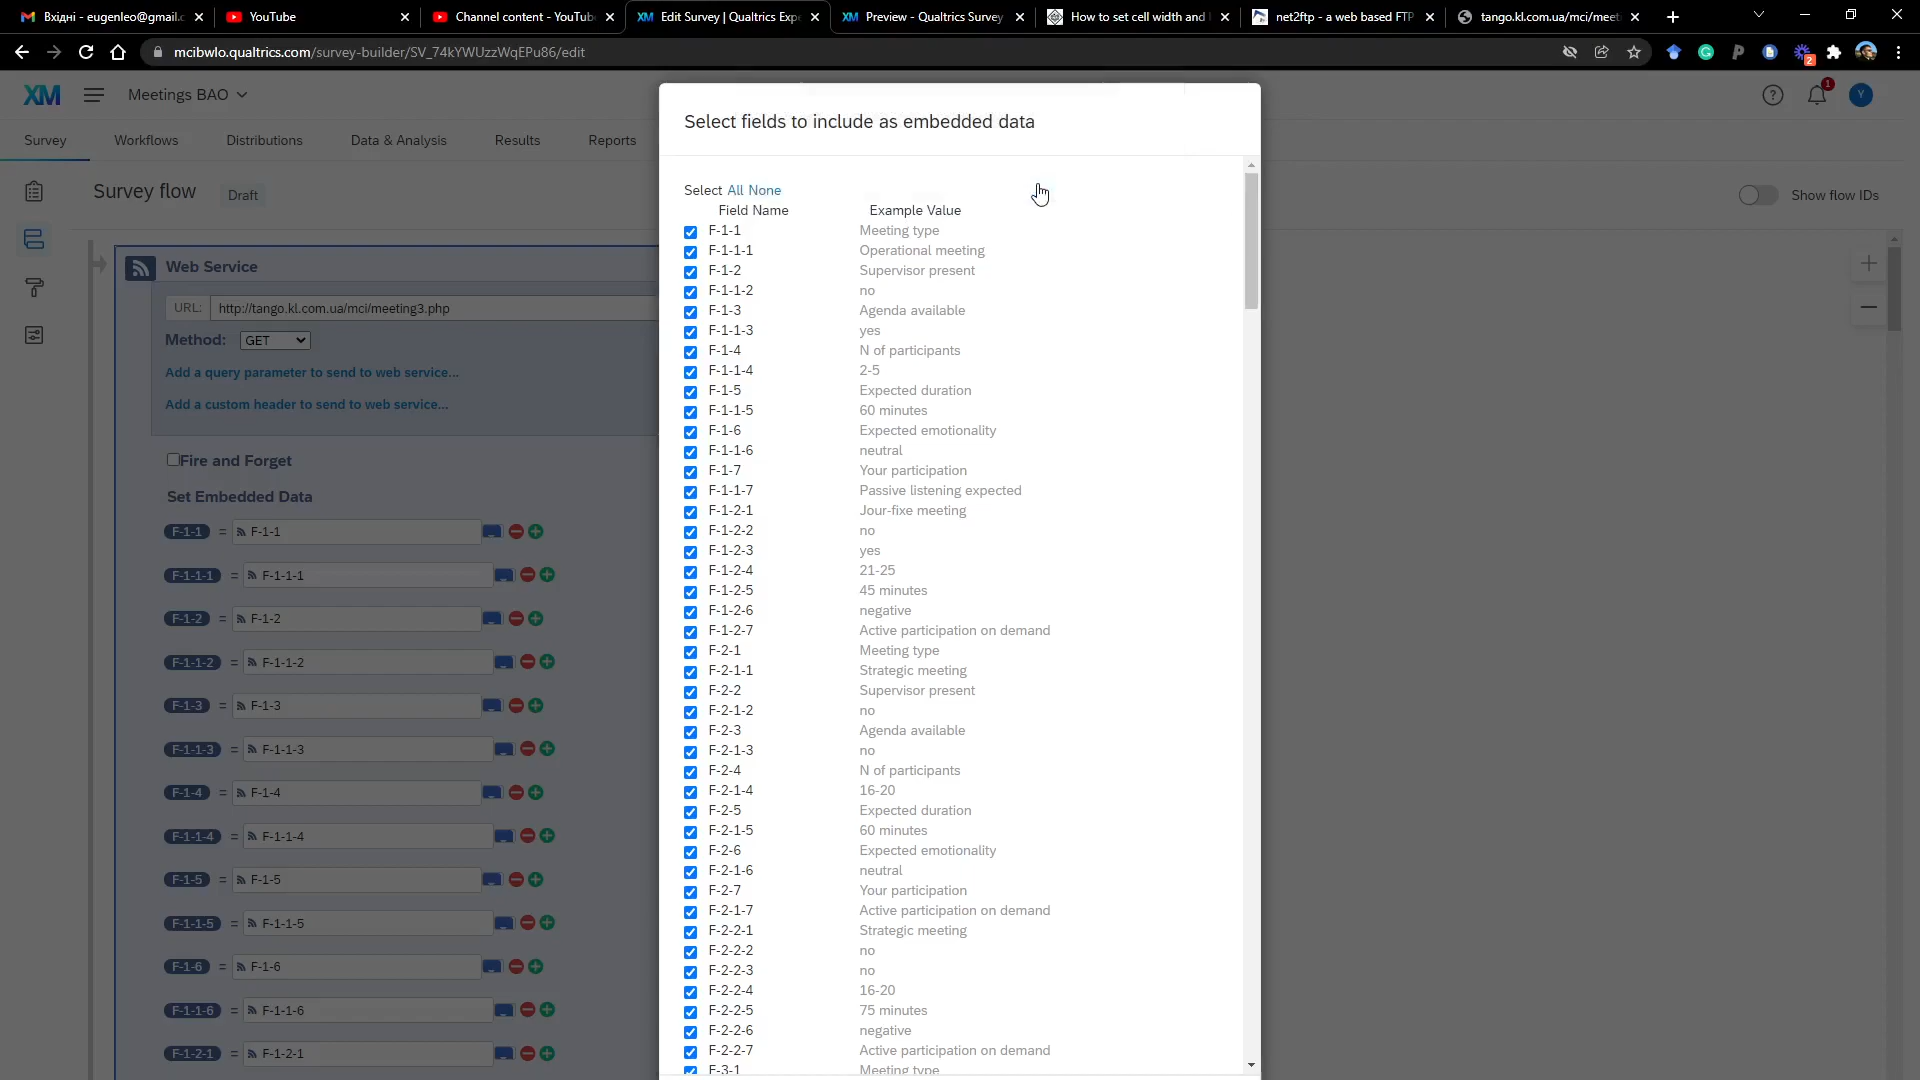 Вхідні - eugenleo@gmail.c
YouTube
Channel content - YouTub
XM Edit Survey | Qualtrics Expe
XM Preview - Qualtrics Survey
How to set cell width and
net2ftp - a web based FTP
tango.kl.com.ua/mci/meet
mcibwlo.qualtrics.com/survey-builder/SV_74kYWUzzWqEPu86/edit
2
XM Meetings BAO
1
Y
Survey Workflows Distributions Data & Analysis Results Reports
Survey flow Draft
Show flow IDs
Web Service
URL: http://tango.kl.com.ua/mci/meeting3.php
Method: GET
Add a query parameter to send to web service...
Add a custom header to send to web service...
Fire and Forget
Set Embedded Data
F-1-1 = F-1-1
F-1-1-1 = F-1-1-1
F-1-2 = F-1-2
F-1-1-2 = F-1-1-2
F-1-3 = F-1-3
F-1-1-3 = F-1-1-3
F-1-4 = F-1-4
F-1-1-4 = F-1-1-4
F-1-5 = F-1-5
F-1-1-5 = F-1-1-5
F-1-6 = F-1-6
F-1-1-6 = F-1-1-6
F-1-2-1 = F-1-2-1
Select fields to include as embedded data
Select All None
Field Name Example Value
F-1-1 Meeting type
F-1-1-1 Operational meeting
F-1-2 Supervisor present
F-1-1-2 no
F-1-3 Agenda available
F-1-1-3 yes
F-1-4 N of participants
F-1-1-4 2-5
F-1-5 Expected duration
F-1-1-5 60 minutes
F-1-6 Expected emotionality
F-1-1-6 neutral
F-1-7 Your participation
F-1-1-7 Passive listening expected
F-1-2-1 Jour-fixe meeting
F-1-2-2 no
F-1-2-3 yes
F-1-2-4 21-25
F-1-2-5 45 minutes
F-1-2-6 negative
F-1-2-7 Active participation on demand
F-2-1 Meeting type
F-2-1-1 Strategic meeting
F-2-2 Supervisor present
F-2-1-2 no
F-2-3 Agenda available
F-2-1-3 no
F-2-4 N of participants
F-2-1-4 16-20
F-2-5 Expected duration
F-2-1-5 60 minutes
F-2-6 Expected emotionality
F-2-1-6 neutral
F-2-7 Your participation
F-2-1-7 Active participation on demand
F-2-2-1 Strategic meeting
F-2-2-2 no
F-2-2-3 no
F-2-2-4 16-20
F-2-2-5 75 minutes
F-2-2-6 negative
F-2-2-7 Active participation on demand
F-3-1 Meeting type